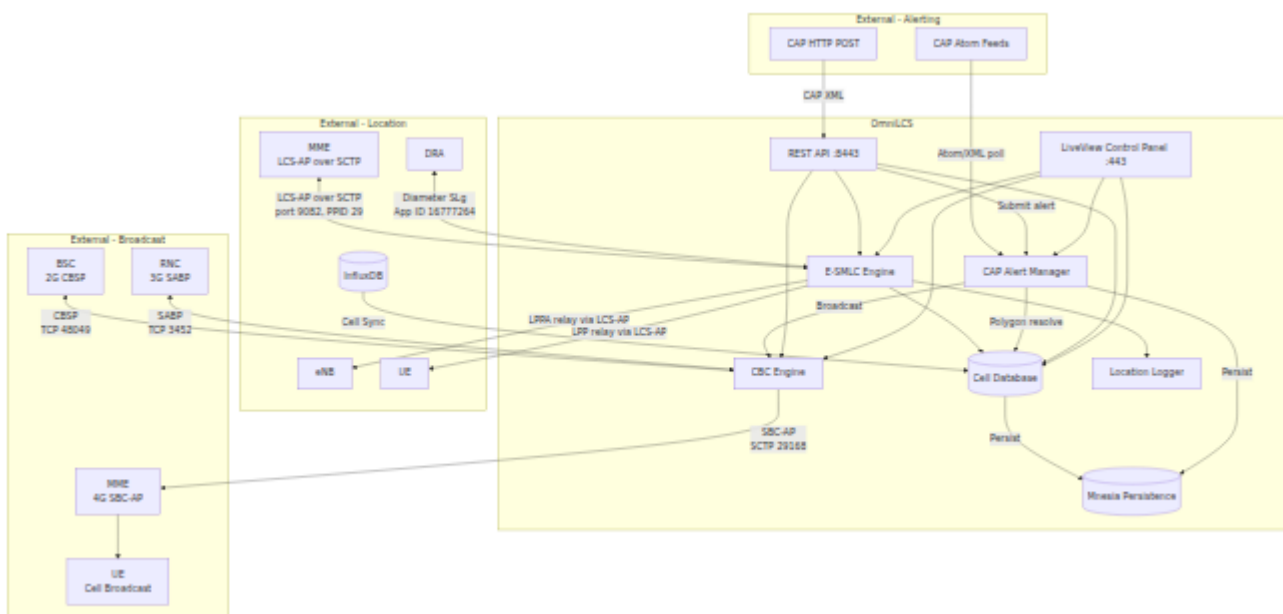 External - Alerting
CAP HTTP POST
CAP Atom Feeds
CAP XML
External - Location
MME
LCS-AP over SCTP
DRA
LCS-AP over SCTP
port 9082, PPID 29
Diameter SLg
App ID 16777264
InfluxDB
Cell Sync
LPPA relay via LCS-AP
LPP relay via LCS-AP
eNB
UE
OmniLCS
REST API :8443
Atom/XML poll
LiveView Control Panel
:443
Submit alert
E-SMLC Engine
CAP Alert Manager
Broadcast
Polygon resolve
CBC Engine
Cell Database
Location Logger
Persist
Persist
SBC-AP
SCTP 29168
Mnesia Persistence
External - Broadcast
BSC
2G CBSP
RNC
3G SABP
CBSP
TCP 48049
SABP
TCP 3452
MME
4G SBC-AP
UE
Cell Broadcast